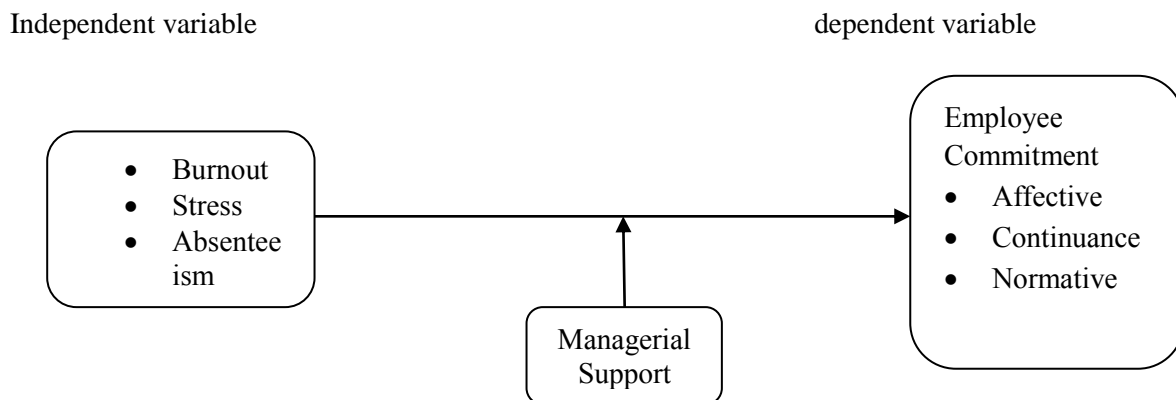 Independent variable
dependent variable
• Burnout
• Stress
• Absentee
ism
Managerial
Support
Employee
Commitment
• Affective
• Continuance
• Normative